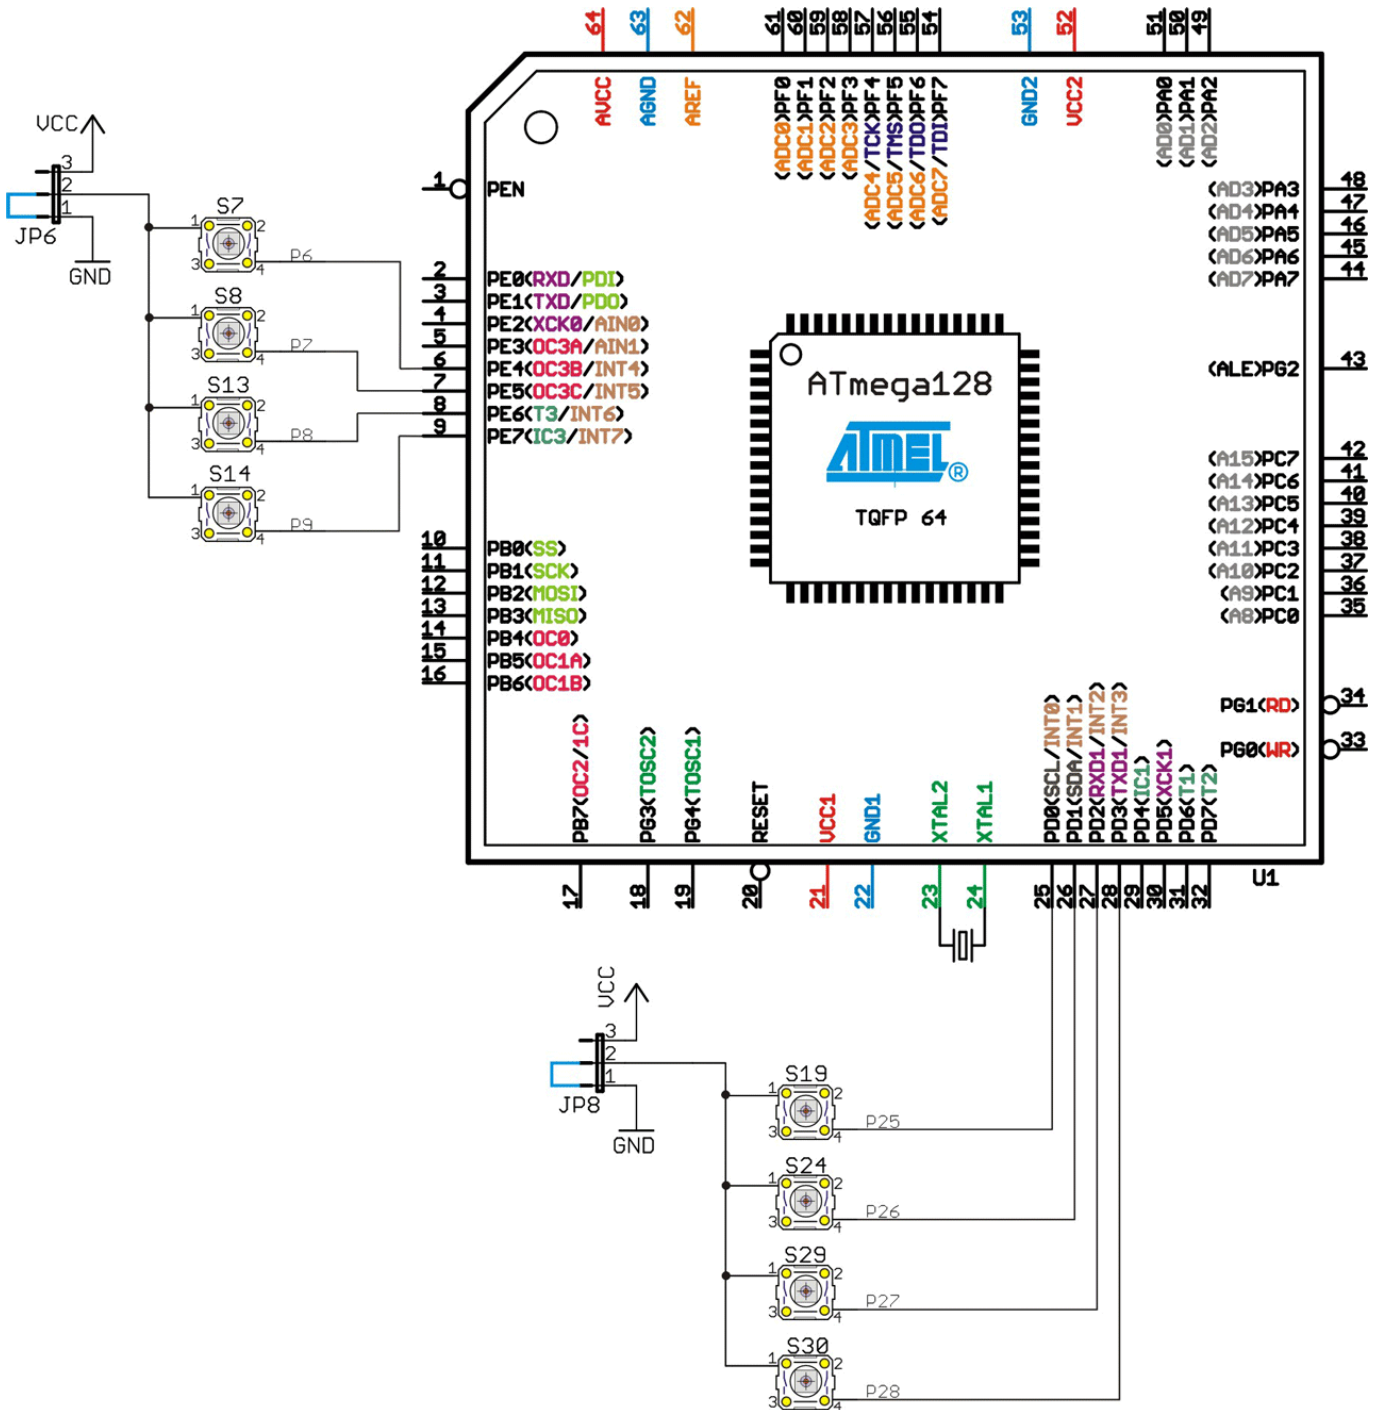 64 63 62 61 60 59 58 57 56 55 54 53 52 51 50 49
AVCC
AGND
AREF
(ADC0)PF0
(ADC1)PF1
(ADC2)PF2
(ADC3)PF3
(ADC4/TCK)PF4
(ADC5/TMS)PF5
(ADC6/TDO)PF6
(ADC7/TDI)PF7
GND2
VCC2
(AD0)PA0
(AD1)PA1
(AD2)PA2
VCC
3
2
1
JP6
GND
S7
1 2
3 4
P6
S8
1 2
3 4
P7
S13
1 2
3 4
P8
S14
1 2
3 4
P9
1 PEN
2 PE0(RXD/PDI)
3 PE1(TXD/PDO)
4 PE2(XCK0/AIN0)
5 PE3(OC3A/AIN1)
6 PE4(OC3B/INT4)
7 PE5(OC3C/INT5)
8 PE6(T3/INT6)
9 PE7(IC3/INT7)
10 PB0(SS)
11 PB1(SCK)
12 PB2(MOSI)
13 PB3(MISO)
14 PB4(OC0)
15 PB5(OC1A)
16 PB6(OC1B)
ATmega128
ATMEL®
TQFP 64
(AD3)PA3 48
(AD4)PA4 47
(AD5)PA5 46
(AD6)PA6 45
(AD7)PA7 44
(ALE)PG2 43
(A15)PC7 42
(A14)PC6 41
(A13)PC5 40
(A12)PC4 39
(A11)PC3 38
(A10)PC2 37
(A9)PC1 36
(A8)PC0 35
PG1(RD) 34
PG0(WR) 33
PB7(OC2/1C)
PG3(TOSC2)
PG4(TOSC1)
RESET
VCC1
GND1
XTAL2
XTAL1
PD0(SCL/INT0)
PD1(SDA/INT1)
PD2(RXD1/INT2)
PD3(TXD1/INT3)
PD4(IC1)
PD5(XCK1)
PD6(T1)
PD7(T2)
17 18 19 20 21 22 23 24 25 26 27 28 29 30 31 32
U1
VCC
3
2
1
JP8
GND
S19
1 2
3 4
P25
S24
1 2
3 4
P26
S29
1 2
3 4
P27
S30
1 2
3 4
P28